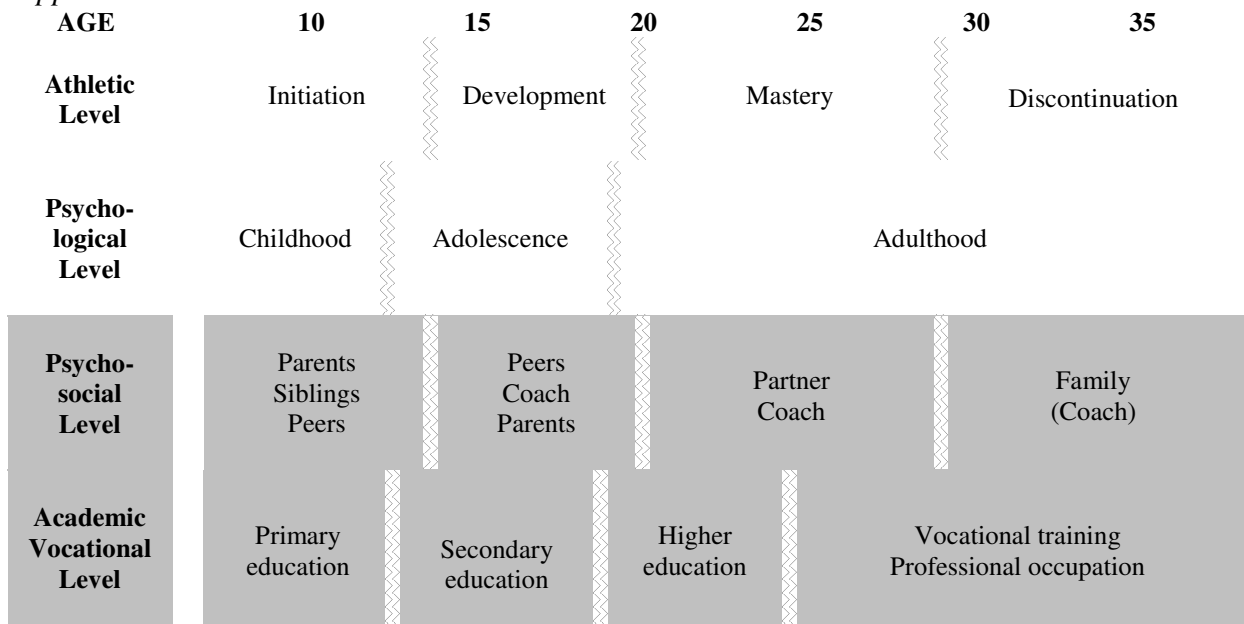 AGE 10 15 20 25 30 35
Athletic
Level
Initiation
Development
Mastery
Discontinuation
Psycho-
logical
Level
Childhood
Adolescence
Adulthood
Psycho-
social
Level
Parents
Siblings
Peers
Peers
Coach
Parents
Partner
Coach
Family
(Coach)
Academic
Vocational
Level
Primary
education
Secondary
education
Higher
education
Vocational training
Professional occupation